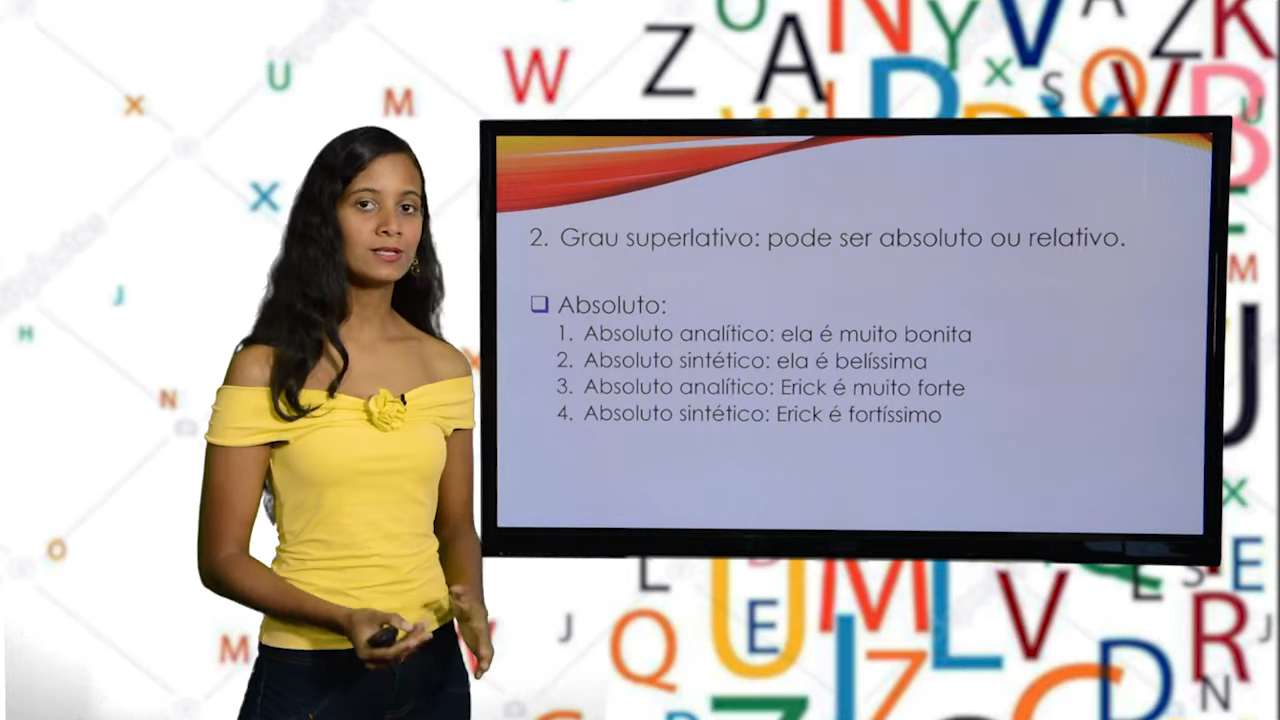 2. Grau superlativo: pode ser absoluto ou relativo.
Absoluto:
1. Absoluto analítico: ela é muito bonita
2. Absoluto sintético: ela é belíssima
3. Absoluto analítico: Erick é muito forte
4. Absoluto sintético: Erick é fortíssimo